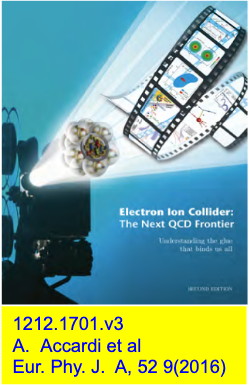 Electron Ion Collider:
The Next QCD Frontier
Understanding the glue
that binds us all
SECOND EDITION
1212.1701.v3
A. Accardi et al
Eur. Phy. J. A, 52 9(2016)